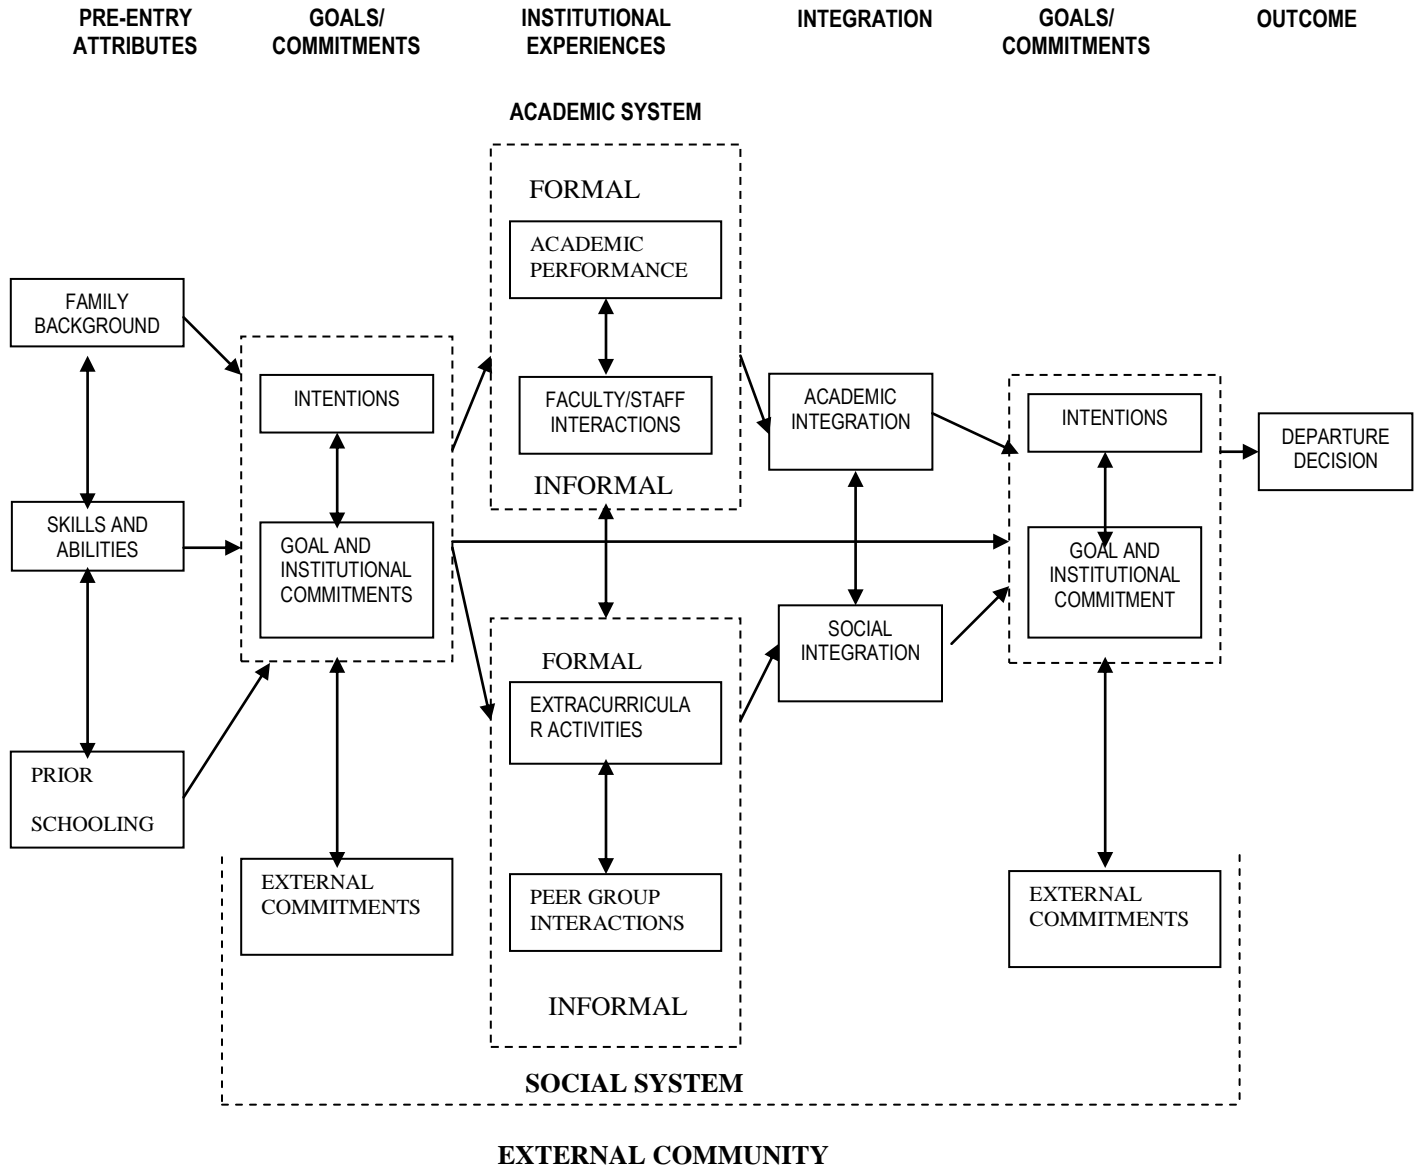 PRE-ENTRY
ATTRIBUTES
GOALS/
COMMITMENTS
INSTITUTIONAL
EXPERIENCES
INTEGRATION
GOALS/
COMMITMENTS
OUTCOME
ACADEMIC SYSTEM
FORMAL
ACADEMIC
PERFORMANCE
FAMILY
BACKGROUND
INTENTIONS
FACULTY/STAFF
INTERACTIONS
ACADEMIC
INTEGRATION
INTENTIONS
DEPARTURE
DECISION
INFORMAL
SKILLS AND
ABILITIES
GOAL AND
INSTITUTIONAL
COMMITMENTS
GOAL AND
INSTITUTIONAL
COMMITMENT
SOCIAL
INTEGRATION
FORMAL
EXTRACURRICULA
R ACTIVITIES
PRIOR
SCHOOLING
EXTERNAL
COMMITMENTS
PEER GROUP
INTERACTIONS
EXTERNAL
COMMITMENTS
INFORMAL
SOCIAL SYSTEM
EXTERNAL COMMUNITY